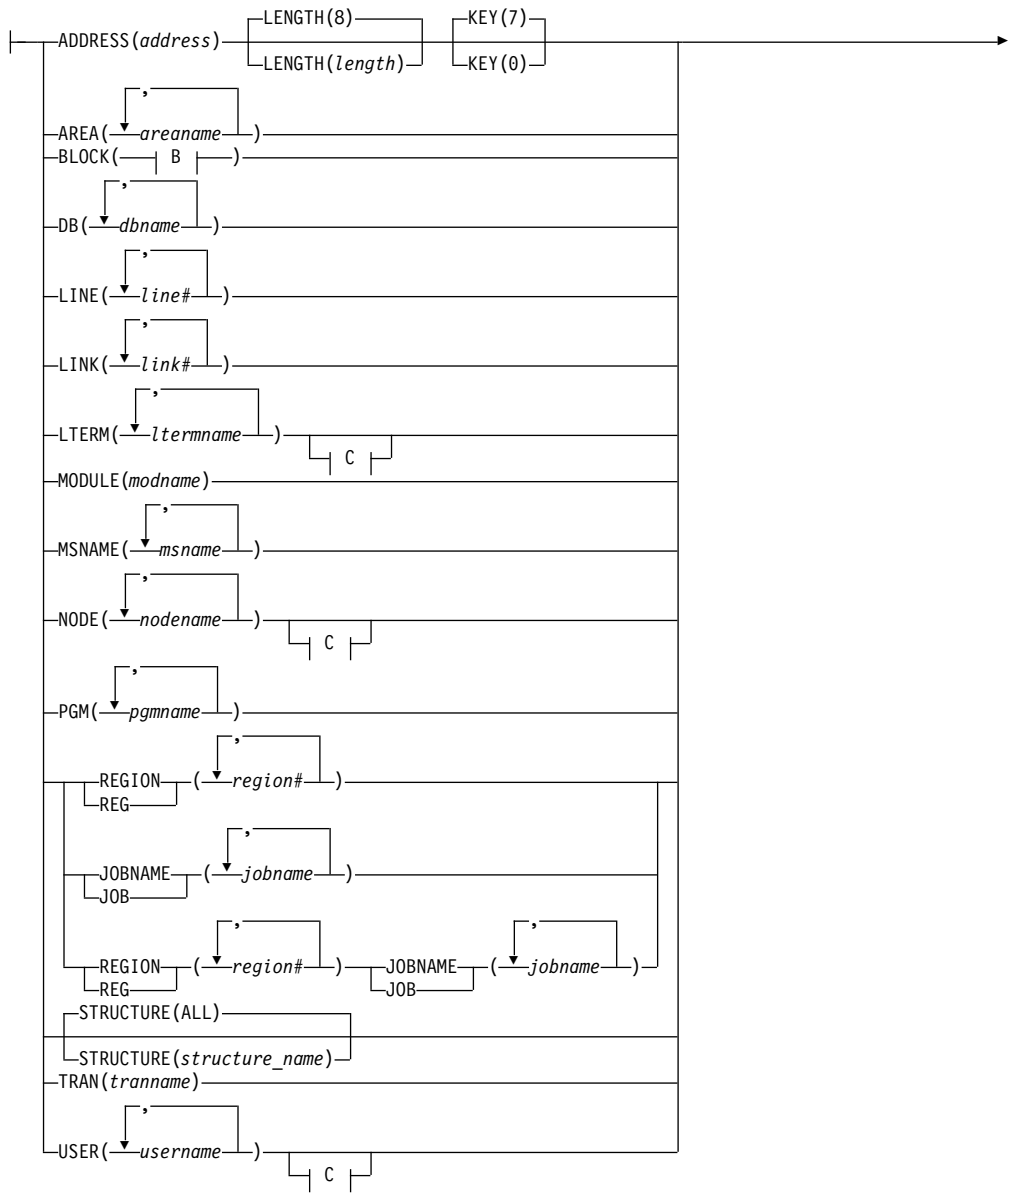 LENGTH(8) KEY(7)
ADDRESS(address)
LENGTH(length) KEY(0)
,
AREA( areaname )
BLOCK( B )
,
DB( dbname )
,
LINE( line# )
,
LINK( link# )
,
LTERM( ltermname )
C
MODULE(modname)
,
MSNAME( msname )
,
NODE( nodename )
C
,
PGM( pgmname )
,
REGION ( region# )
REG
,
JOBNAME ( jobname )
JOB
, ,
REGION ( region# ) JOBNAME ( jobname )
REG JOB
STRUCTURE(ALL)
STRUCTURE(structure_name)
TRAN(tranname)
,
USER( username )
C